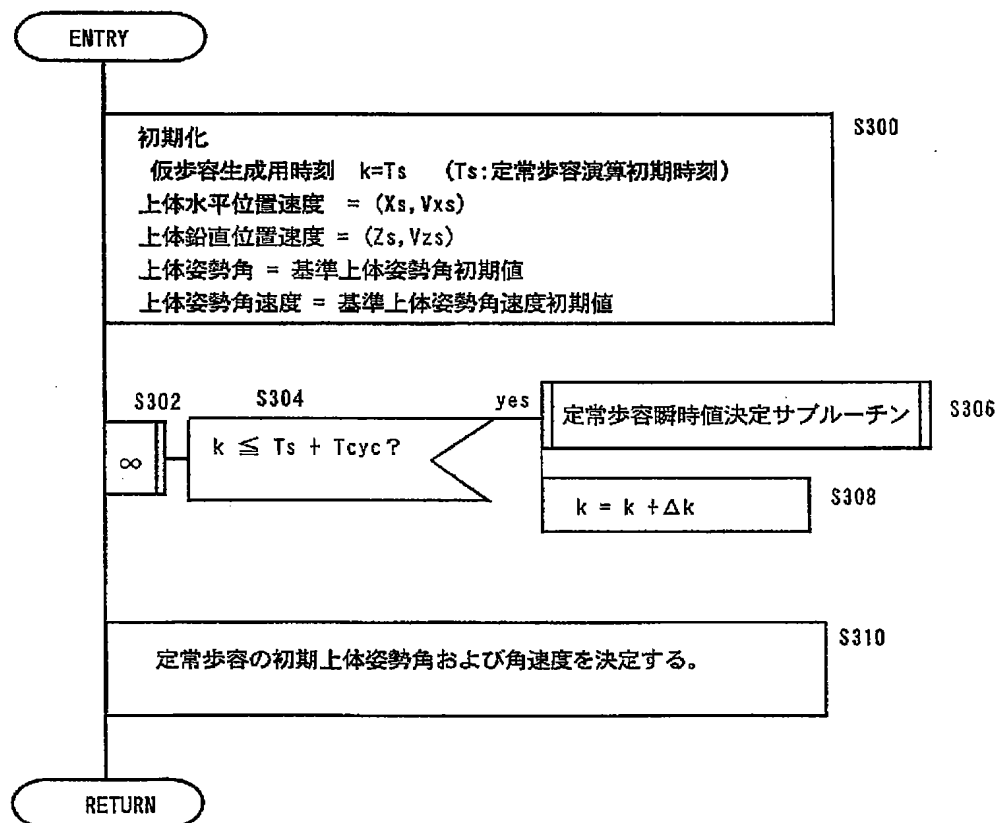 ENTRY
S300
初期化
仮歩容生成用時刻 k=Ts (Ts:定常歩容演算初期時刻)
上体水平位置速度 = (Xs,Vxs)
上体鉛直位置速度 = (Zs,Vzs)
上体姿勢角 = 基準上体姿勢角初期値
上体姿勢角速度 = 基準上体姿勢角速度初期値
S302
∞
S304
k ≦ Ts + Tcyc?
yes
定常歩容瞬時値決定サブルーチン
S306
k = k +Δk
S308
S310
定常歩容の初期上体姿勢角および角速度を決定する。
RETURN